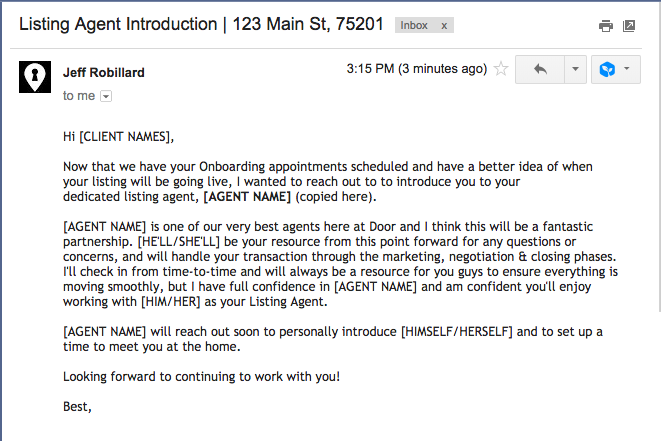 Listing Agent Introduction | 123 Main St, 75201 Inbox x
Jeff Robillard 3:15 PM (3 minutes ago)
to me
Hi [CLIENT NAMES],
Now that we have your Onboarding appointments scheduled and have a better idea of when
your listing will be going live, I wanted to reach out to to introduce you to your
dedicated listing agent, [AGENT NAME] (copied here).
[AGENT NAME] is one of our very best agents here at Door and I think this will be a fantastic
partnership. [HE'LL/SHE'LL] be your resource from this point forward for any questions or
concerns, and will handle your transaction through the marketing, negotiation & closing phases.
I'll check in from time-to-time and will always be a resource for you guys to ensure everything is
moving smoothly, but I have full confidence in [AGENT NAME] and am confident you'll enjoy
working with [HIM/HER] as your Listing Agent.
[AGENT NAME] will reach out soon to personally introduce [HIMSELF/HERSELF] and to set up a
time to meet you at the home.
Looking forward to continuing to work with you!
Best,